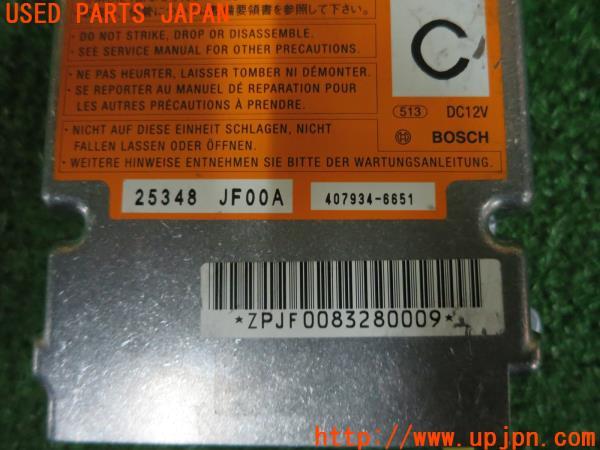 USED PARTS JAPAN
備要領書を参照して下さい。
• DO NOT STRIKE, DROP OR DISASSEMBLE.
• SEE SERVICE MANUAL FOR OTHER PRECAUTIONS.
• NE PAS HEURTER, LAISSER TOMBER NI DÉMONTER.
• SE REPORTER AU MANUEL DE RÉPARATION POUR
LES AUTRES PRÉCAUTIONS À PRENDRE.
• NICHT AUF DIESE EINHEIT SCHLAGEN, NICHT
FALLEN LASSEN ODER ÖFFNEN.
• WEITERE HINWEISE ENTNEHMEN SIE BITTE DER WARTUNGSANLEITUNG.
C
513 DC12V
BOSCH
25348 JF00A
407934-6651
*ZPJF0083280009*
UPJ
http://www.upjpn.com